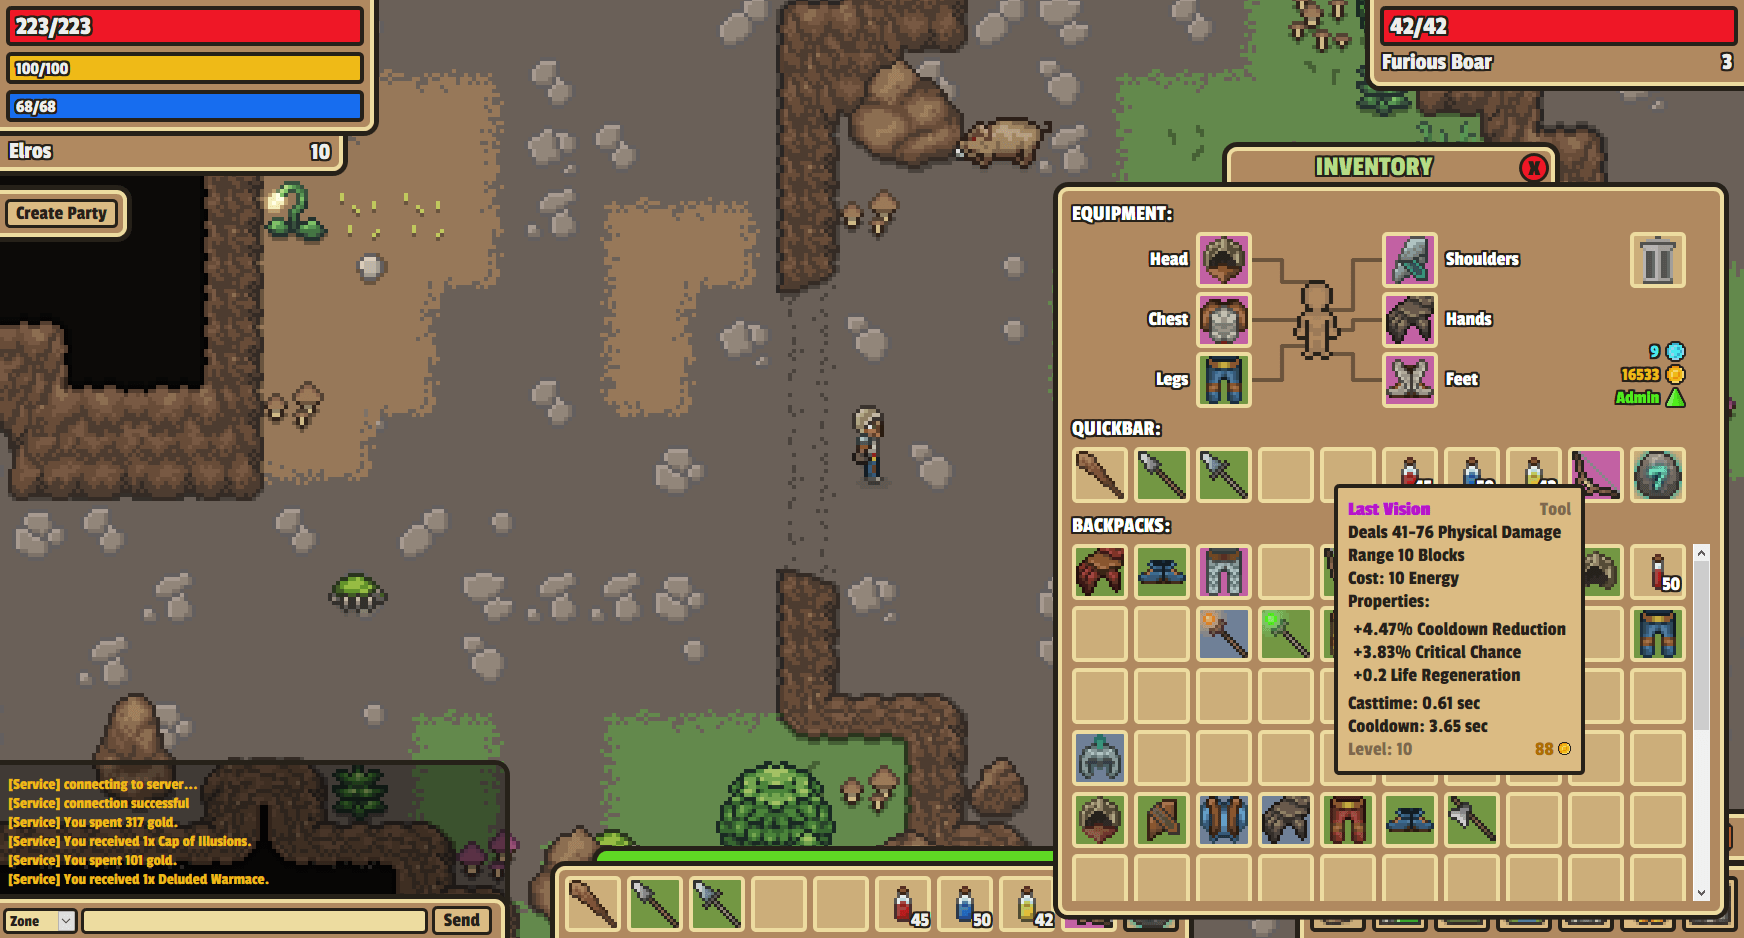 223/223
100/100
68/68
Elros 10
Create Party
42/42
Furious Boar 3
INVENTORY
X
EQUIPMENT:
Head
Shoulders
Chest
Hands
Legs
Feet
9
16533
Admin
QUICKBAR:
BACKPACKS:
50
Last Vision Tool
Deals 41-76 Physical Damage
Range 10 Blocks
Cost: 10 Energy
Properties:
+4.47% Cooldown Reduction
+3.83% Critical Chance
+0.2 Life Regeneration
Casttime: 0.61 sec
Cooldown: 3.65 sec
Level: 10 88
[Service] connecting to server...
[Service] connection successful
[Service] You spent 317 gold.
[Service] You received 1x Cap of Illusions.
[Service] You spent 101 gold.
[Service] You received 1x Deluded Warmace.
Zone
Send
45
50
42